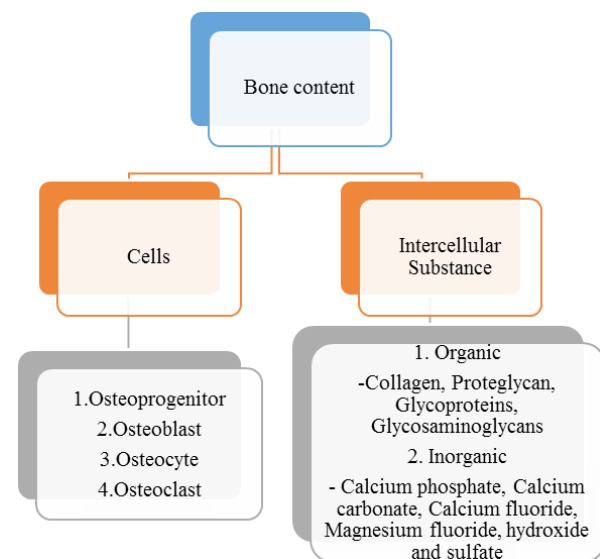 Bone content
Cells
Intercellular
Substance
1.Osteoprogenitor
2.Osteoblast
3.Osteocyte
4.Osteoclast
1. Organic
-Collagen, Proteglycan,
Glycoproteins,
Glycosaminoglycans
2. Inorganic
- Calcium phosphate, Calcium
carbonate, Calcium fluoride,
Magnesium fluoride, hydroxide
and sulfate